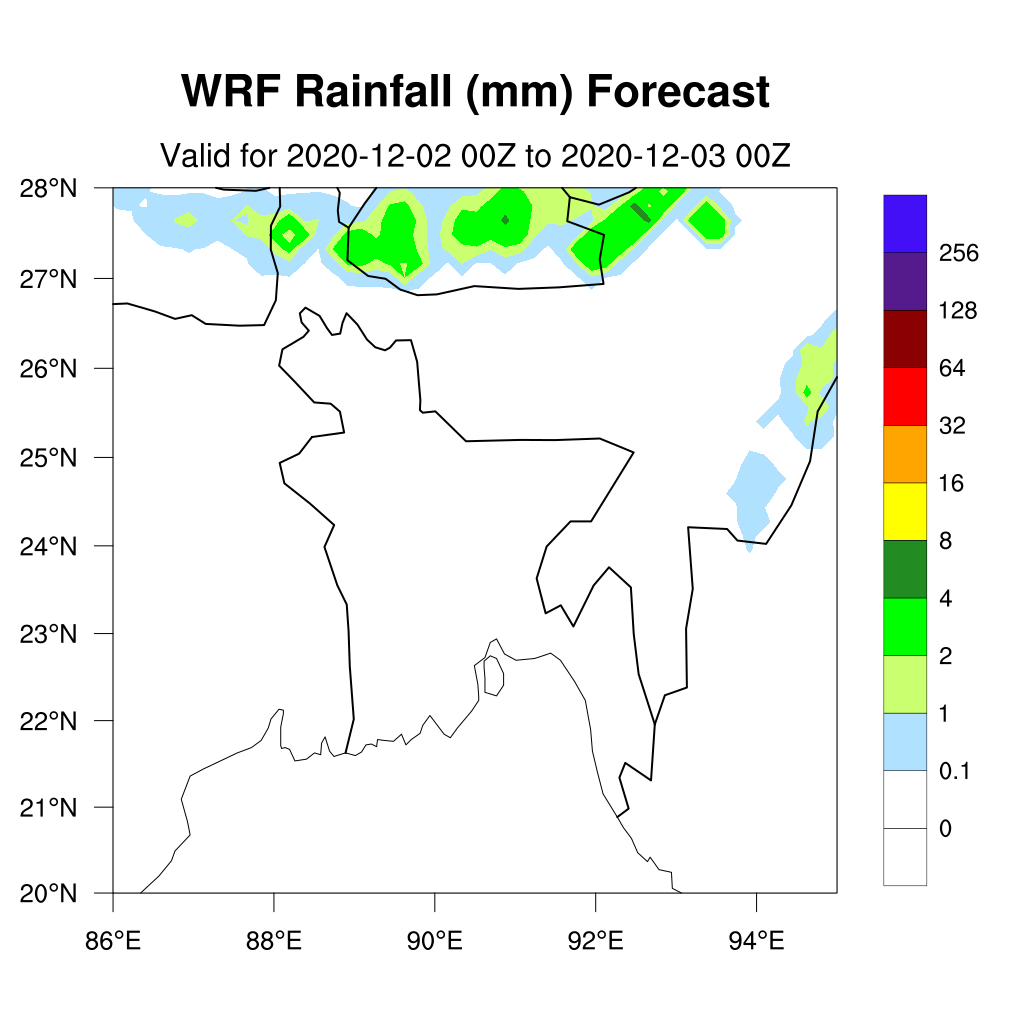 WRF Rainfall (mm) Forecast
Valid for 2020-12-02 00Z to 2020-12-03 00Z
28°N
27°N
26°N
25°N
24°N
23°N
22°N
21°N
20°N
86°E 88°E 90°E 92°E 94°E
256
128
64
32
16
8
4
2
1
0.1
0